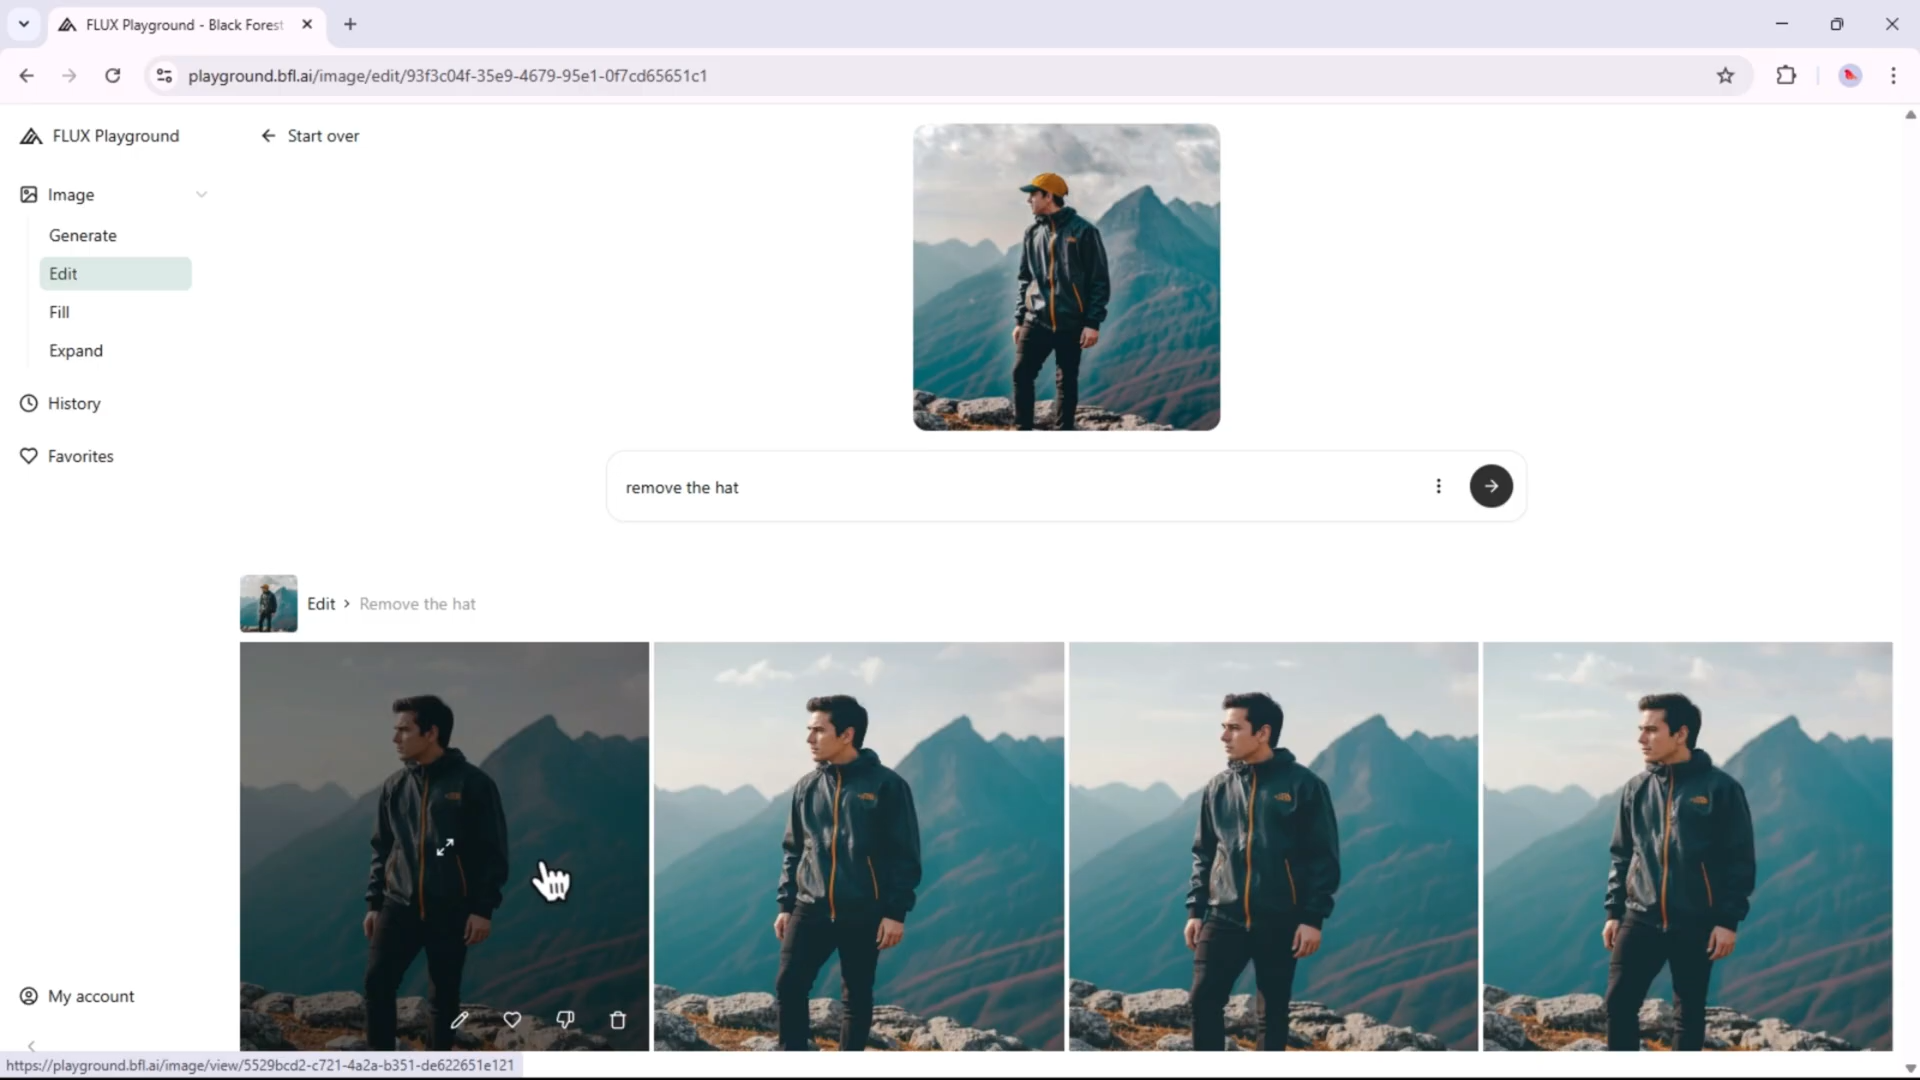 FLUX Playground - Black Forest
playground.bfl.ai/image/edit/93f3c04f-35e9-4679-95e1-0f7cd65651c1
FLUX Playground
Start over
Image
Generate
Edit
Fill
Expand
History
Favorites
remove the hat
Edit > Remove the hat
My account
https://playground.bfl.ai/image/view/5529bcd2-c721-4a2a-b351-de622651e121